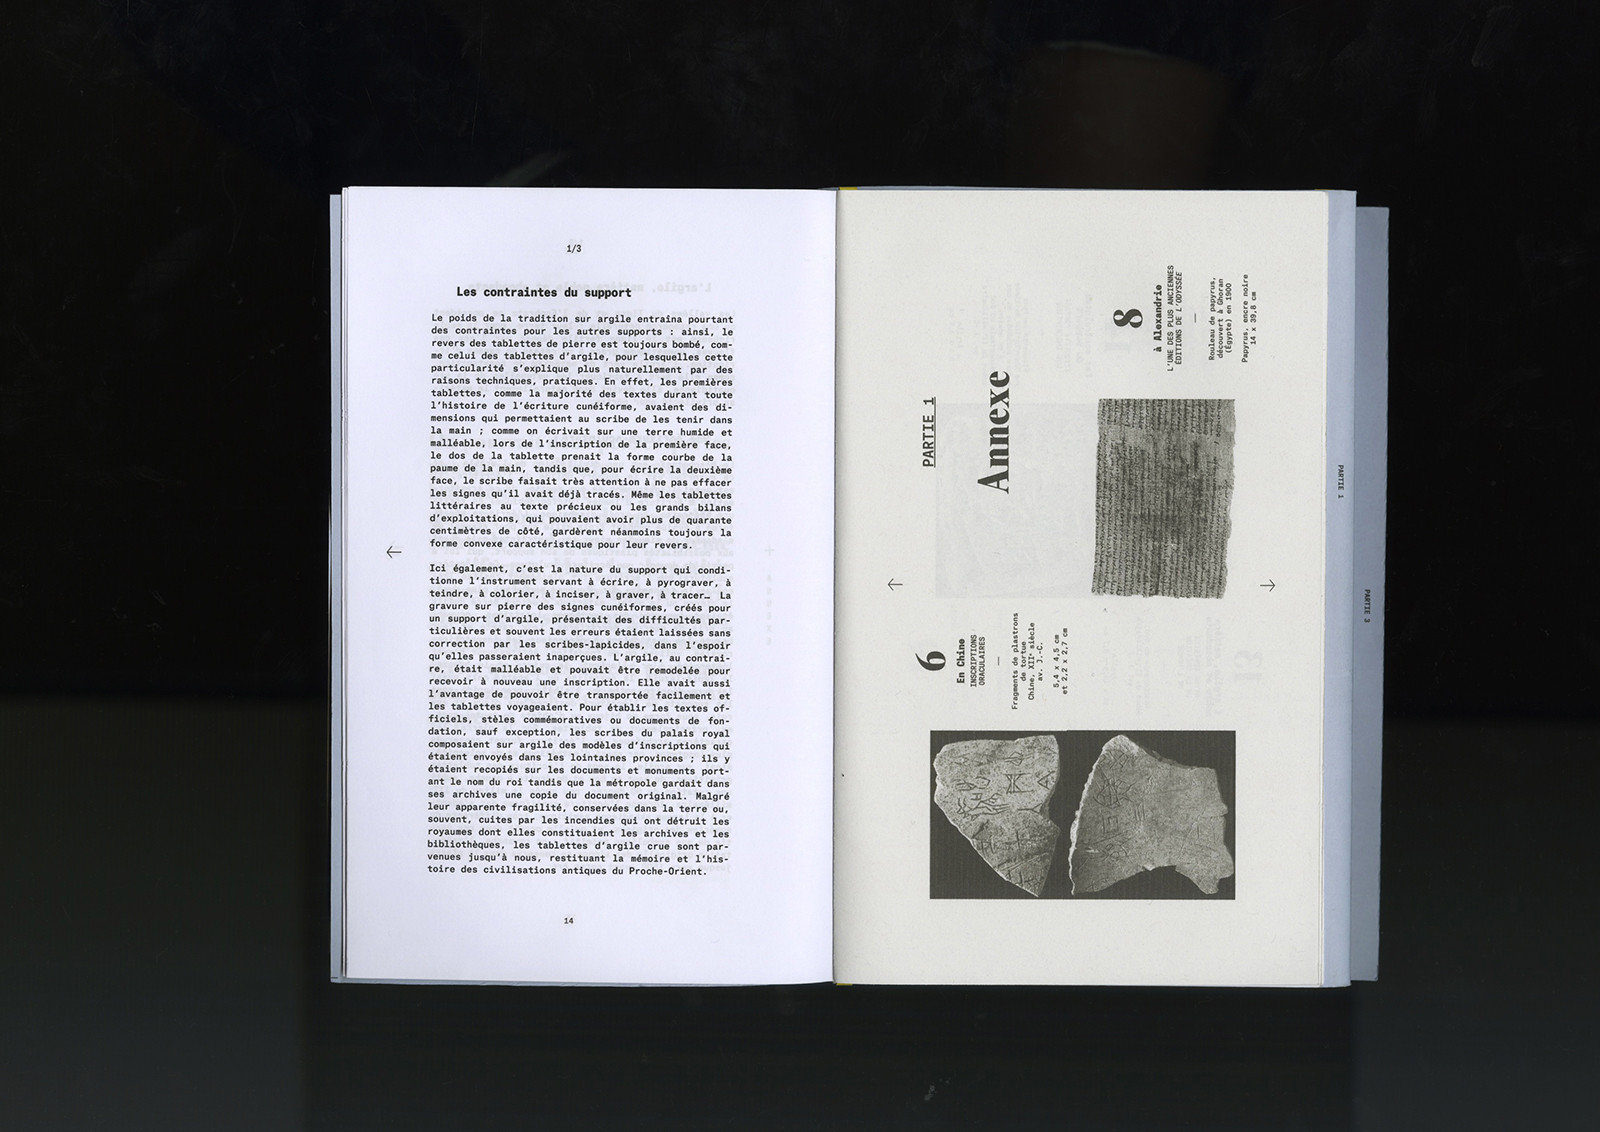 1/3
Les contraintes du support
Le poids de la tradition sur argile entraîna pourtant
des contraintes pour les autres supports : ainsi, le
revers des tablettes de pierre est toujours bombé, com-
me celui des tablettes d’argile, pour lesquelles cette
particularité s’explique plus naturellement par des
raisons techniques, pratiques. En effet, les premières
tablettes, comme la majorité des textes durant toute
l’histoire de l’écriture cunéiforme, avaient des di-
mensions qui permettaient au scribe de les tenir dans
la main ; comme on écrivait sur une terre humide et
malléable, lors de l’inscription de la première face,
le dos de la tablette prenait la forme courbe de la
paume de la main, tandis que, pour écrire la deuxième
face, le scribe faisait très attention à ne pas effacer
les signes qu’il avait déjà tracés. Même les tablettes
littéraires au texte précieux ou les grands bilans
d’exploitations, qui pouvaient avoir plus de quarante
centimètres de côté, gardèrent néanmoins toujours la
forme convexe caractéristique pour leur revers.
Ici également, c’est la nature du support qui condi-
tionne l’instrument servant à écrire, à pyrograver, à
teindre, à colorier, à inciser, à graver, à tracer… La
gravure sur pierre des signes cunéiformes, créés pour
un support d’argile, présentait des difficultés par-
ticulières et souvent les erreurs étaient laissées sans
correction par les scribes-lapicides, dans l’espoir
qu’elles passeraient inaperçues. L’argile, au contrai-
re, était malléable et pouvait être remodelée pour
recevoir à nouveau une inscription. Elle avait aussi
l’avantage de pouvoir être transportée facilement et
les tablettes voyageaient. Pour établir les textes of-
ficiels, stèles commémoratives ou documents de fon-
dation, sauf exception, les scribes du palais royal
composaient sur argile des modèles d’inscriptions qui
étaient envoyés dans les lointaines provinces ; ils y
étaient recopiés sur les documents et monuments port-
ant le nom du roi tandis que la métropole gardait dans
ses archives une copie du document original. Malgré
leur apparente fragilité, conservées dans la terre ou,
souvent, cuites par les incendies qui ont détruit les
royaumes dont elles constituaient les archives et les
bibliothèques, les tablettes d’argile crue sont par-
venues jusqu’à nous, restituant la mémoire et l’his-
toire des civilisations antiques du Proche-Orient.
14
PARTIE 1
Annexe
6
En Chine
INSCRIPTIONS
ORACULAIRES
—
Fragments de plastrons
de tortue
Chine, XIIᵉ siècle
av. J.-C.
5,4 x 4,5 cm
et 2,2 x 2,7 cm
8
à Alexandrie
L’UNE DES PLUS ANCIENNES
ÉDITIONS DE L’ODYSSÉE
—
Rouleau de papyrus,
découvert à Ghoran
(Égypte) en 1900
Papyrus, encre noire
14 x 39,8 cm
PARTIE 1
PARTIE 3